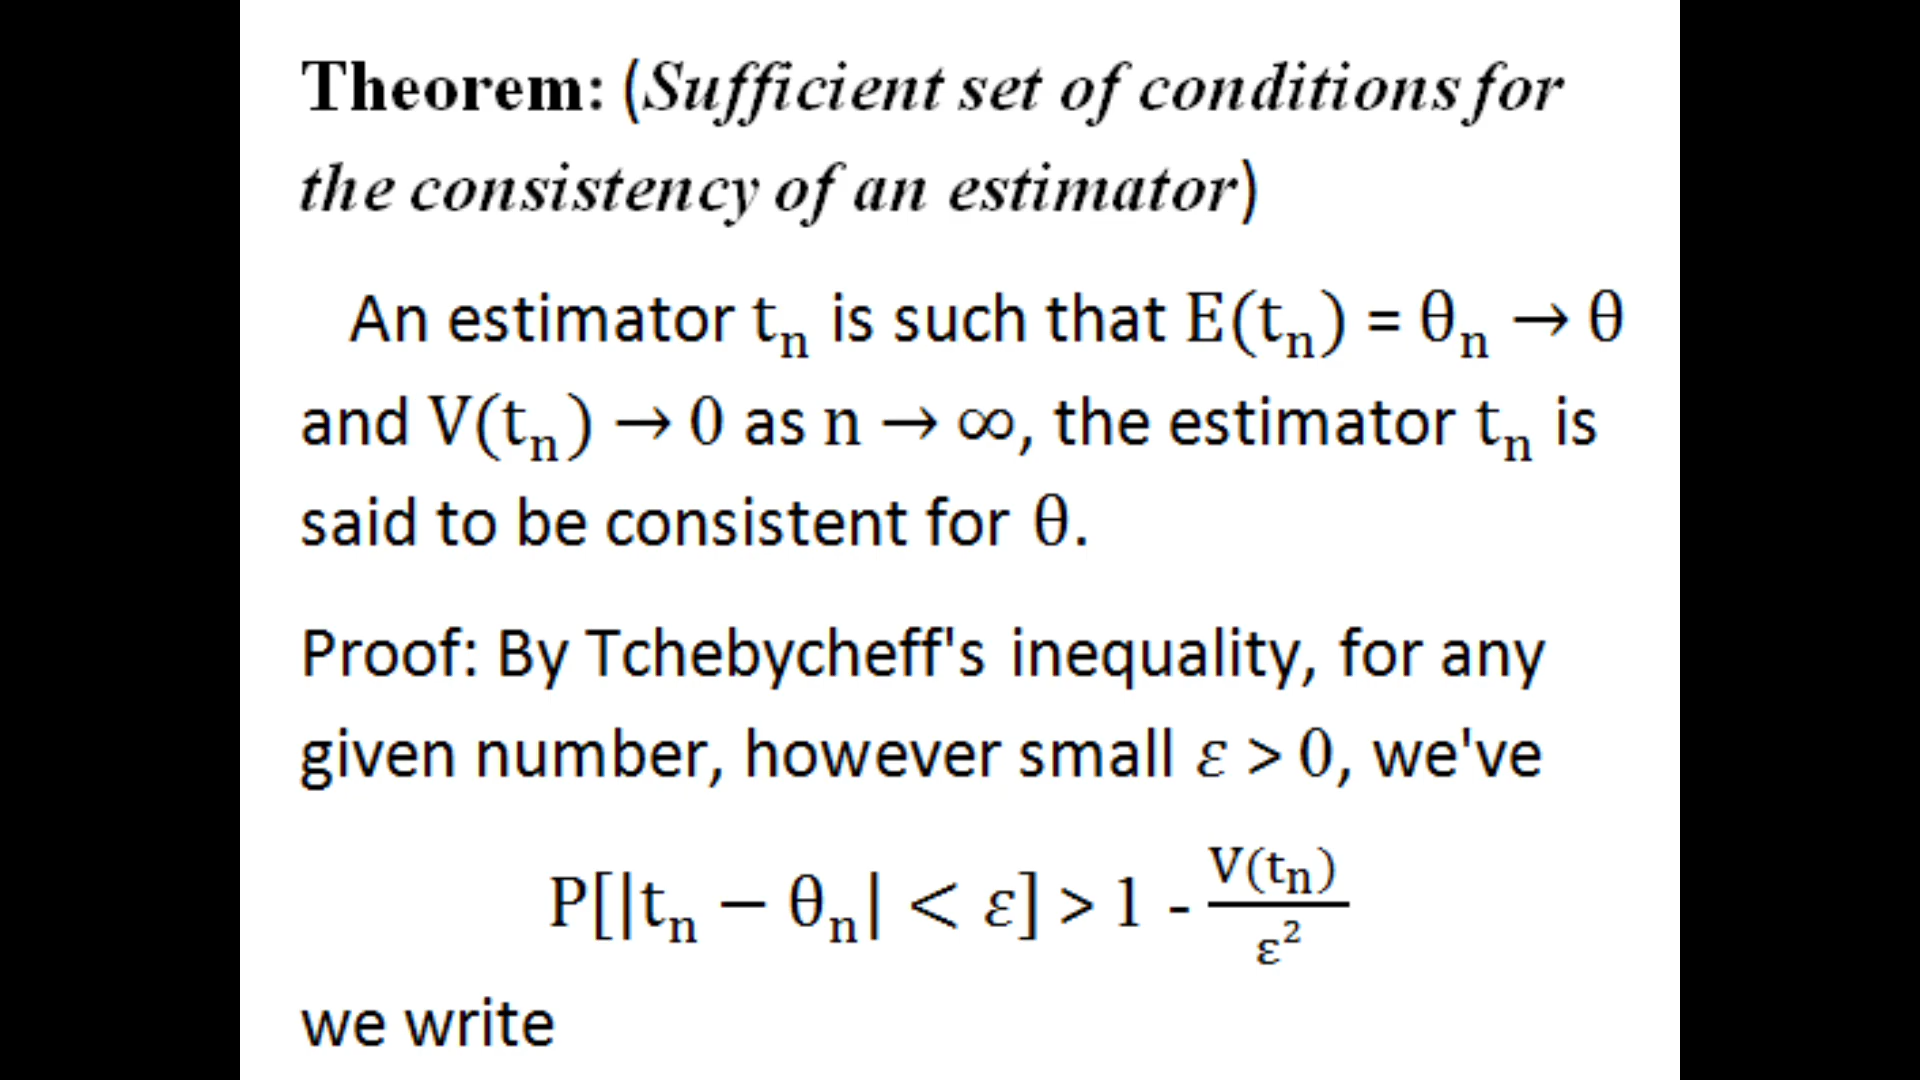 Theorem: (Sufficient set of conditions for
the consistency of an estimator)
An estimator tₙ is such that E(tₙ) = θₙ → θ
and V(tₙ) → 0 as n → ∞, the estimator tₙ is
said to be consistent for θ.
Proof: By Tchebycheff's inequality, for any
given number, however small ε > 0, we've
P[|tₙ − θₙ| < ε] > 1 - V(tₙ)/ε²
we write